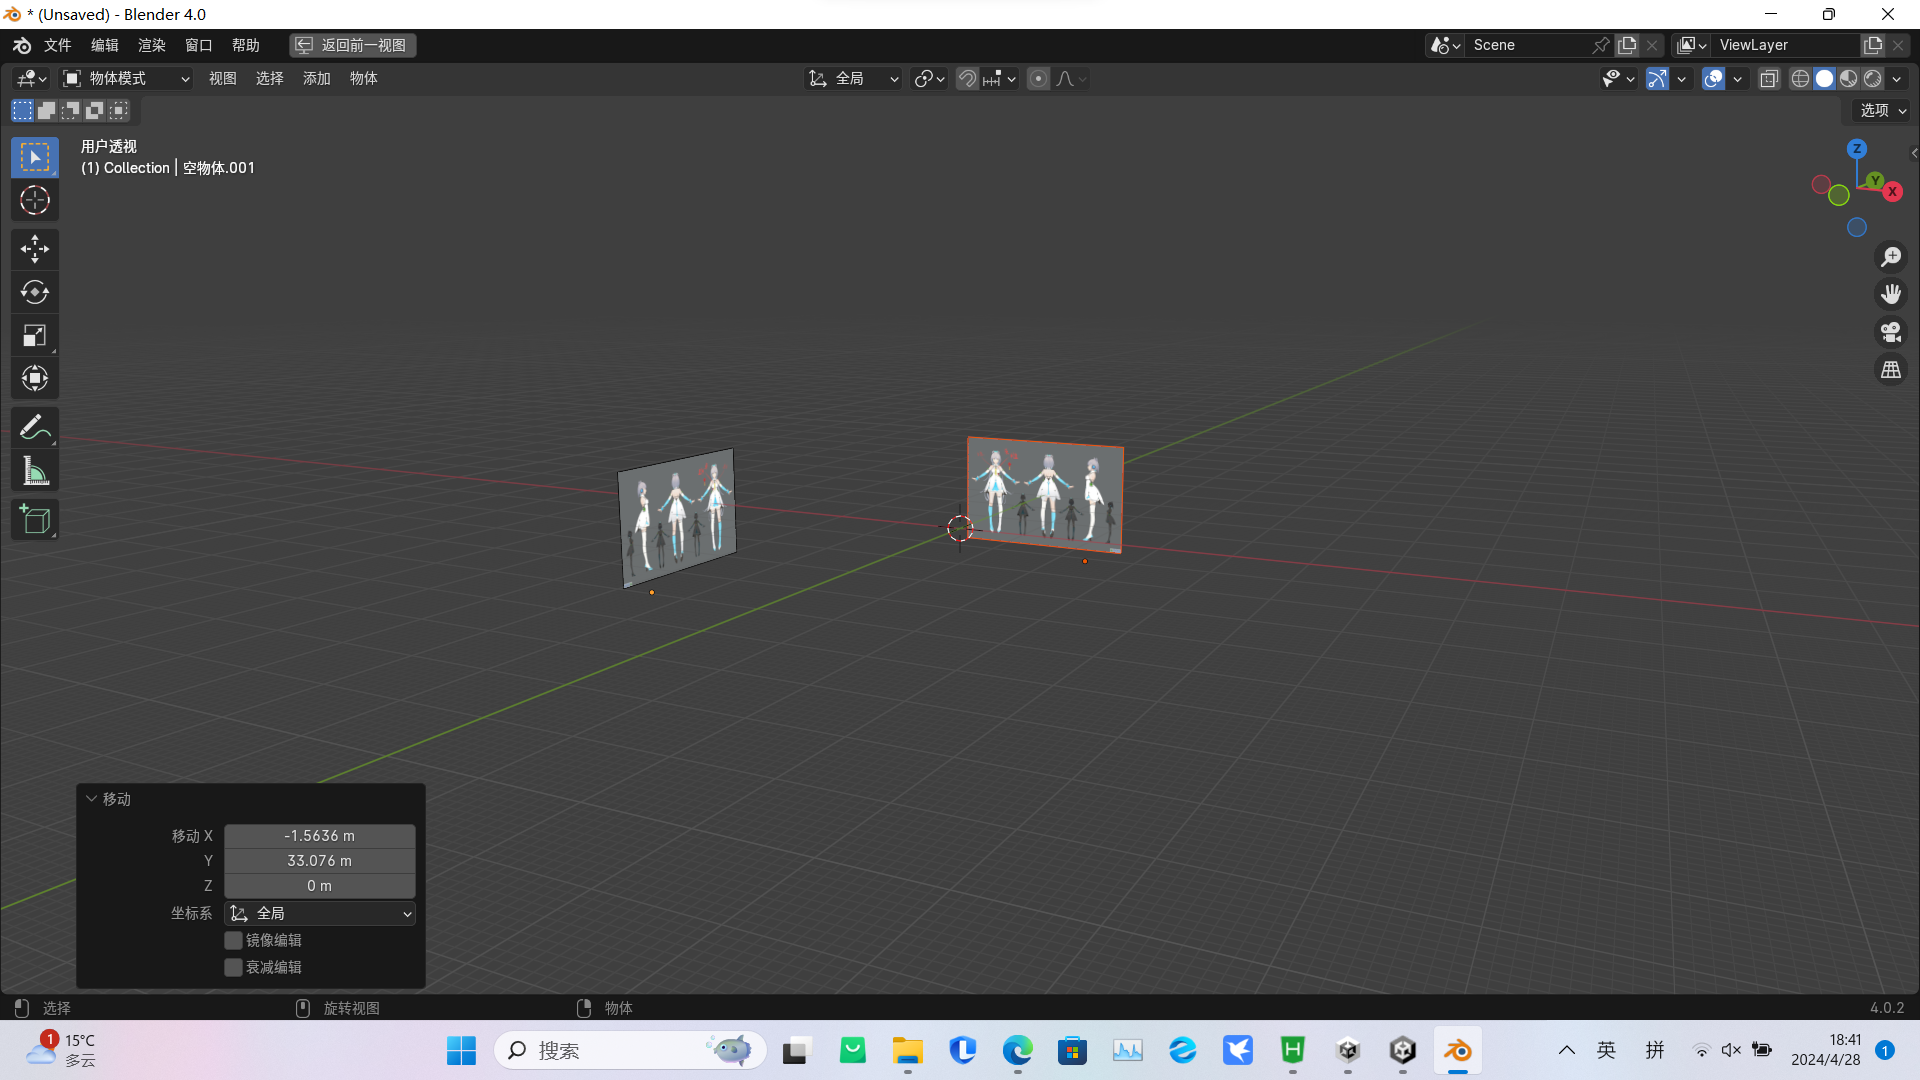 * (Unsaved) - Blender 4.0
文件 编辑 渲染 窗口 帮助 返回前一视图 Scene ViewLayer
物体模式 视图 选择 添加 物体 全局
选项
用户透视
(1) Collection | 空物体.001
Z
Y
X
移动
移动 X -1.5636 m
Y 33.076 m
Z 0 m
坐标系 全局
镜像编辑
衰减编辑
选择 旋转视图 物体 4.0.2
1 15°C
多云
搜索
英 拼
18:41
2024/4/28
1